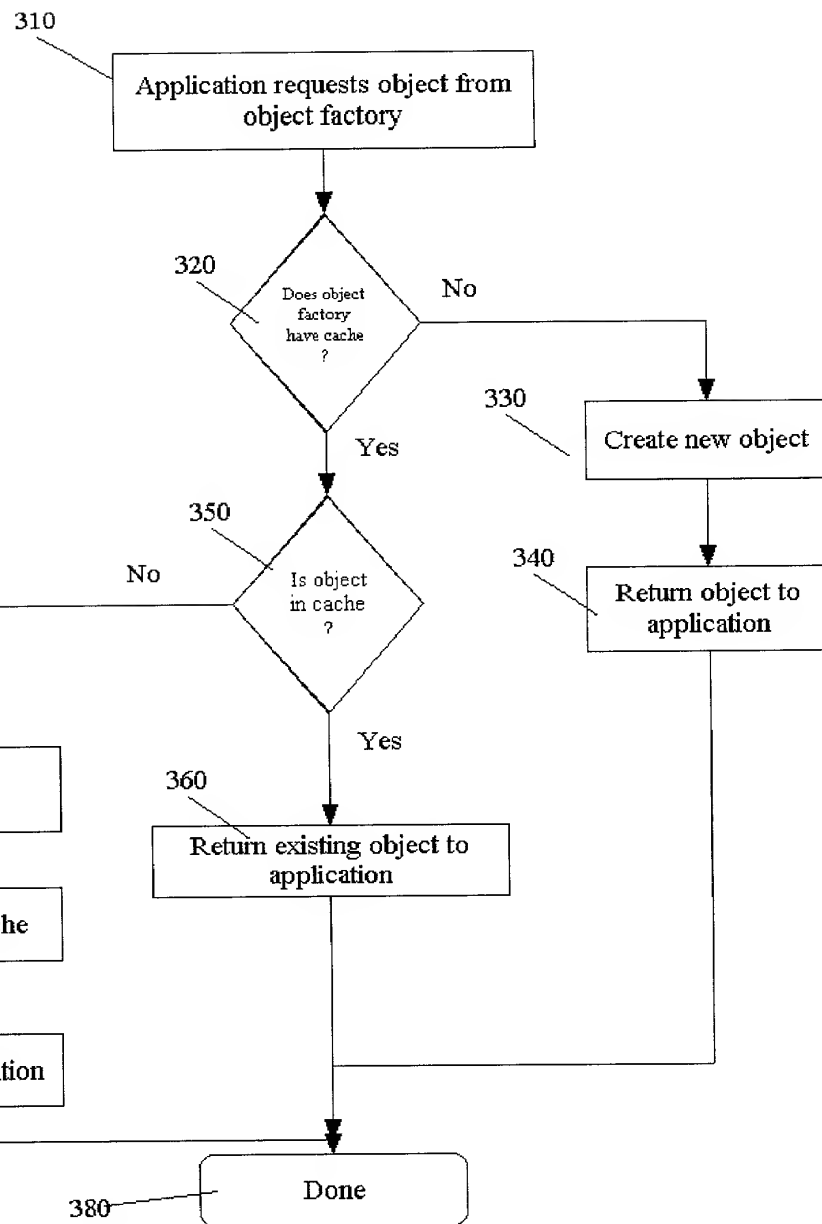 310
Application requests object from
object factory
320
Does object
factory
have cache
?
No
Yes
330
Create new object
350
Is object
in cache
?
No
340
Return object to
application
Yes
360
Return existing object to
application
380
Done